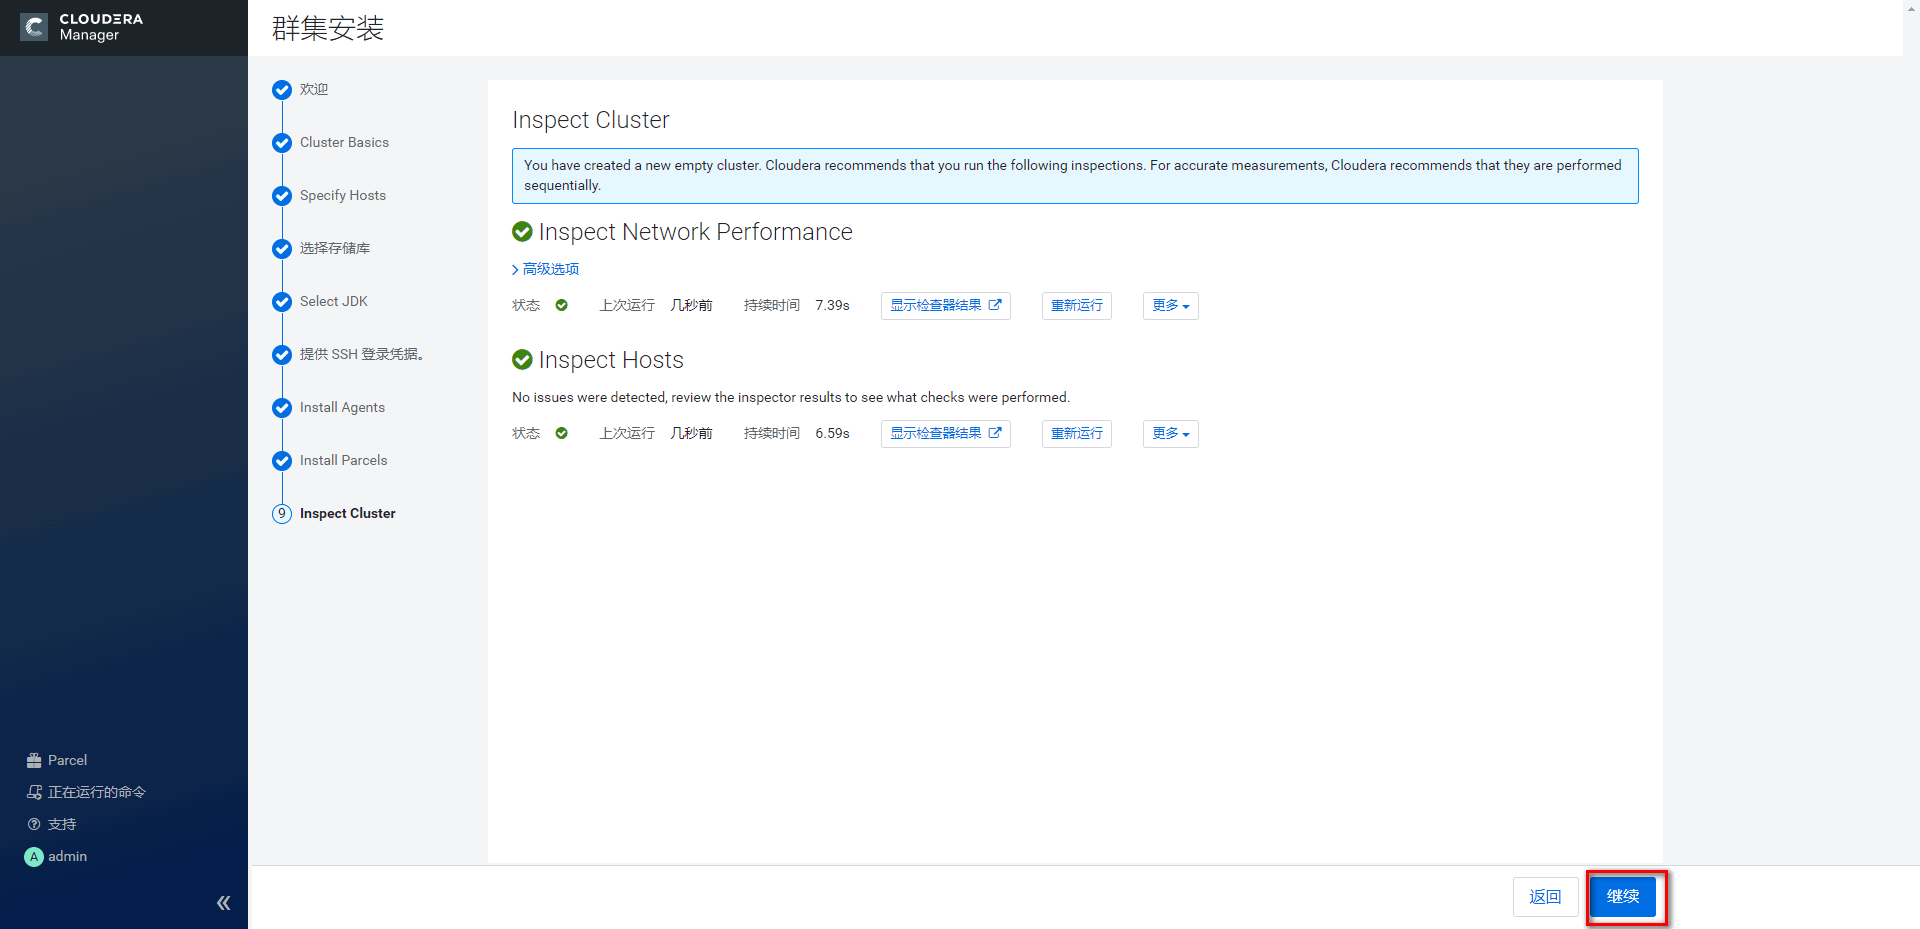 CLOUDERA
Manager
群集安装
欢迎
Cluster Basics
Specify Hosts
选择存储库
Select JDK
提供 SSH 登录凭据。
Install Agents
Install Parcels
9 Inspect Cluster
Inspect Cluster
You have created a new empty cluster. Cloudera recommends that you run the following inspections. For accurate measurements, Cloudera recommends that they are performed
sequentially.
Inspect Network Performance
高级选项
状态 上次运行 几秒前 持续时间 7.39s 显示检查器结果 重新运行 更多
Inspect Hosts
No issues were detected, review the inspector results to see what checks were performed.
状态 上次运行 几秒前 持续时间 6.59s 显示检查器结果 重新运行 更多
Parcel
正在运行的命令
支持
A admin
返回 继续